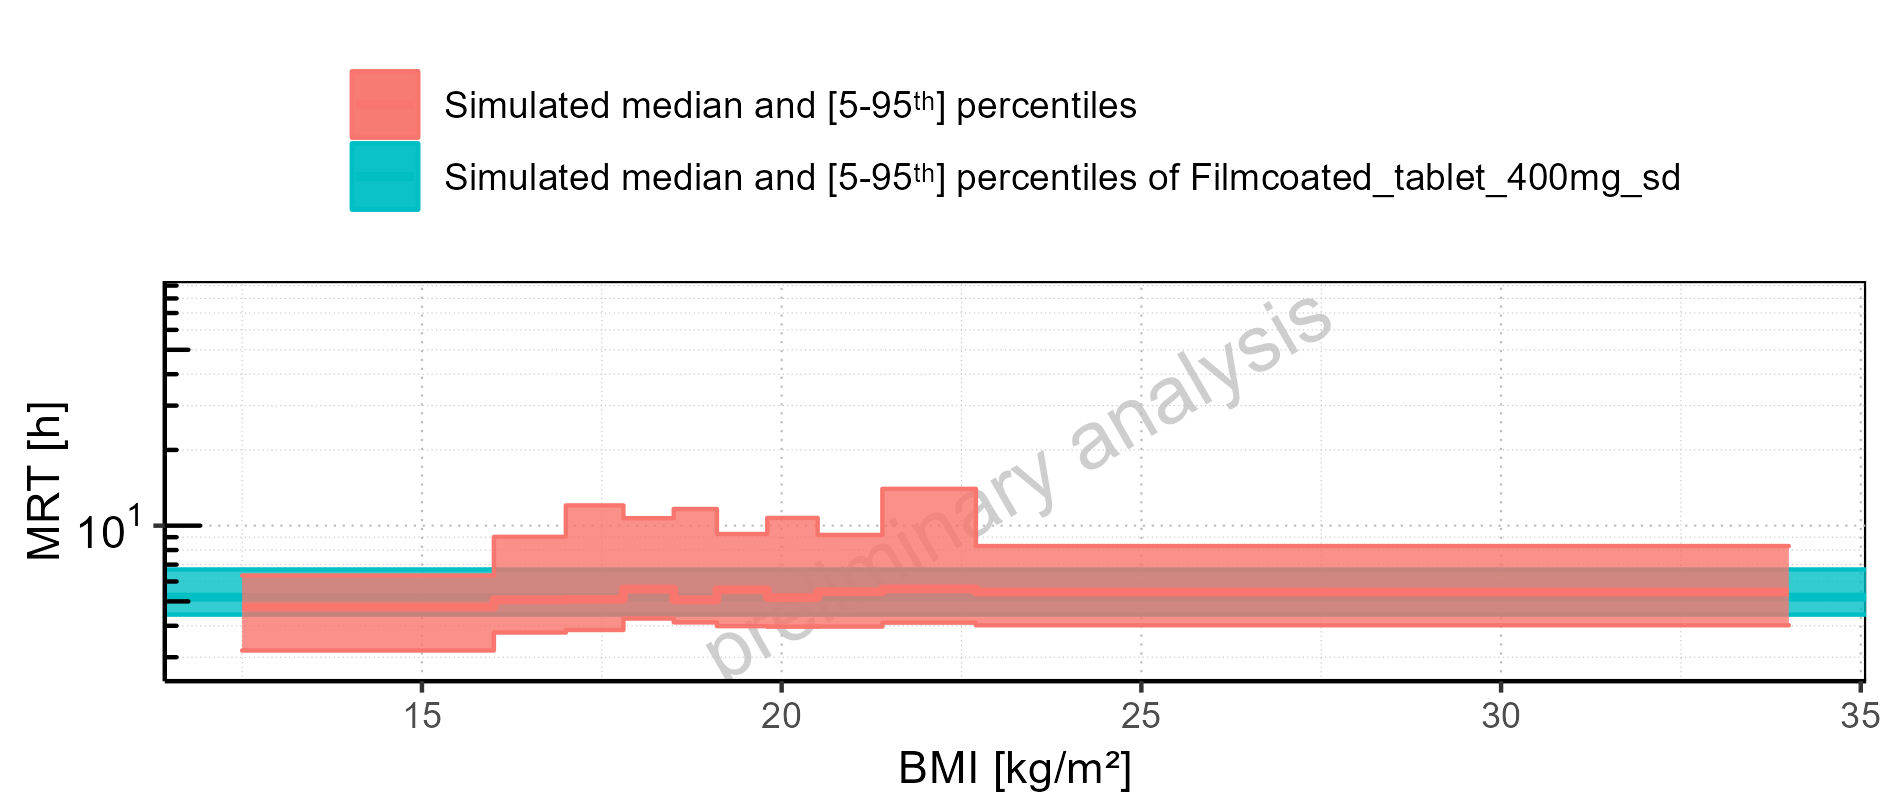 Simulated median and [5-95ᵗʰ] percentiles
Simulated median and [5-95ᵗʰ] percentiles of Filmcoated_tablet_400mg_sd
preliminary analysis
MRT [h]
10¹
15 20 25 30 35
BMI [kg/m²]